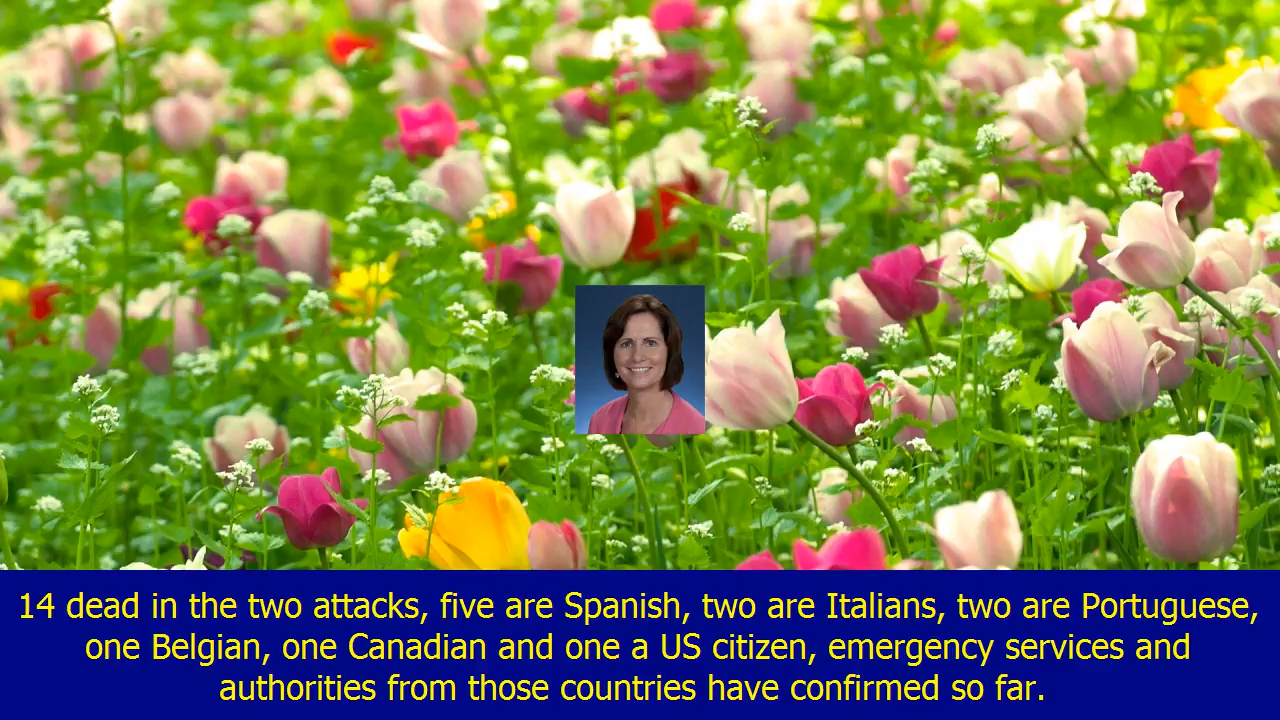 14 dead in the two attacks, five are Spanish, two are Italians, two are Portuguese,
one Belgian, one Canadian and one a US citizen, emergency services and
authorities from those countries have confirmed so far.